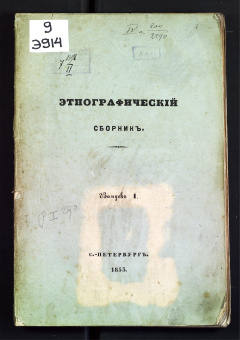 9
Э914
ЭТНОГРАФИЧЕСКІЙ
СБОРНИКЪ.
Выпускъ I.
С.-ПЕТЕРБУРГЪ.
1853.